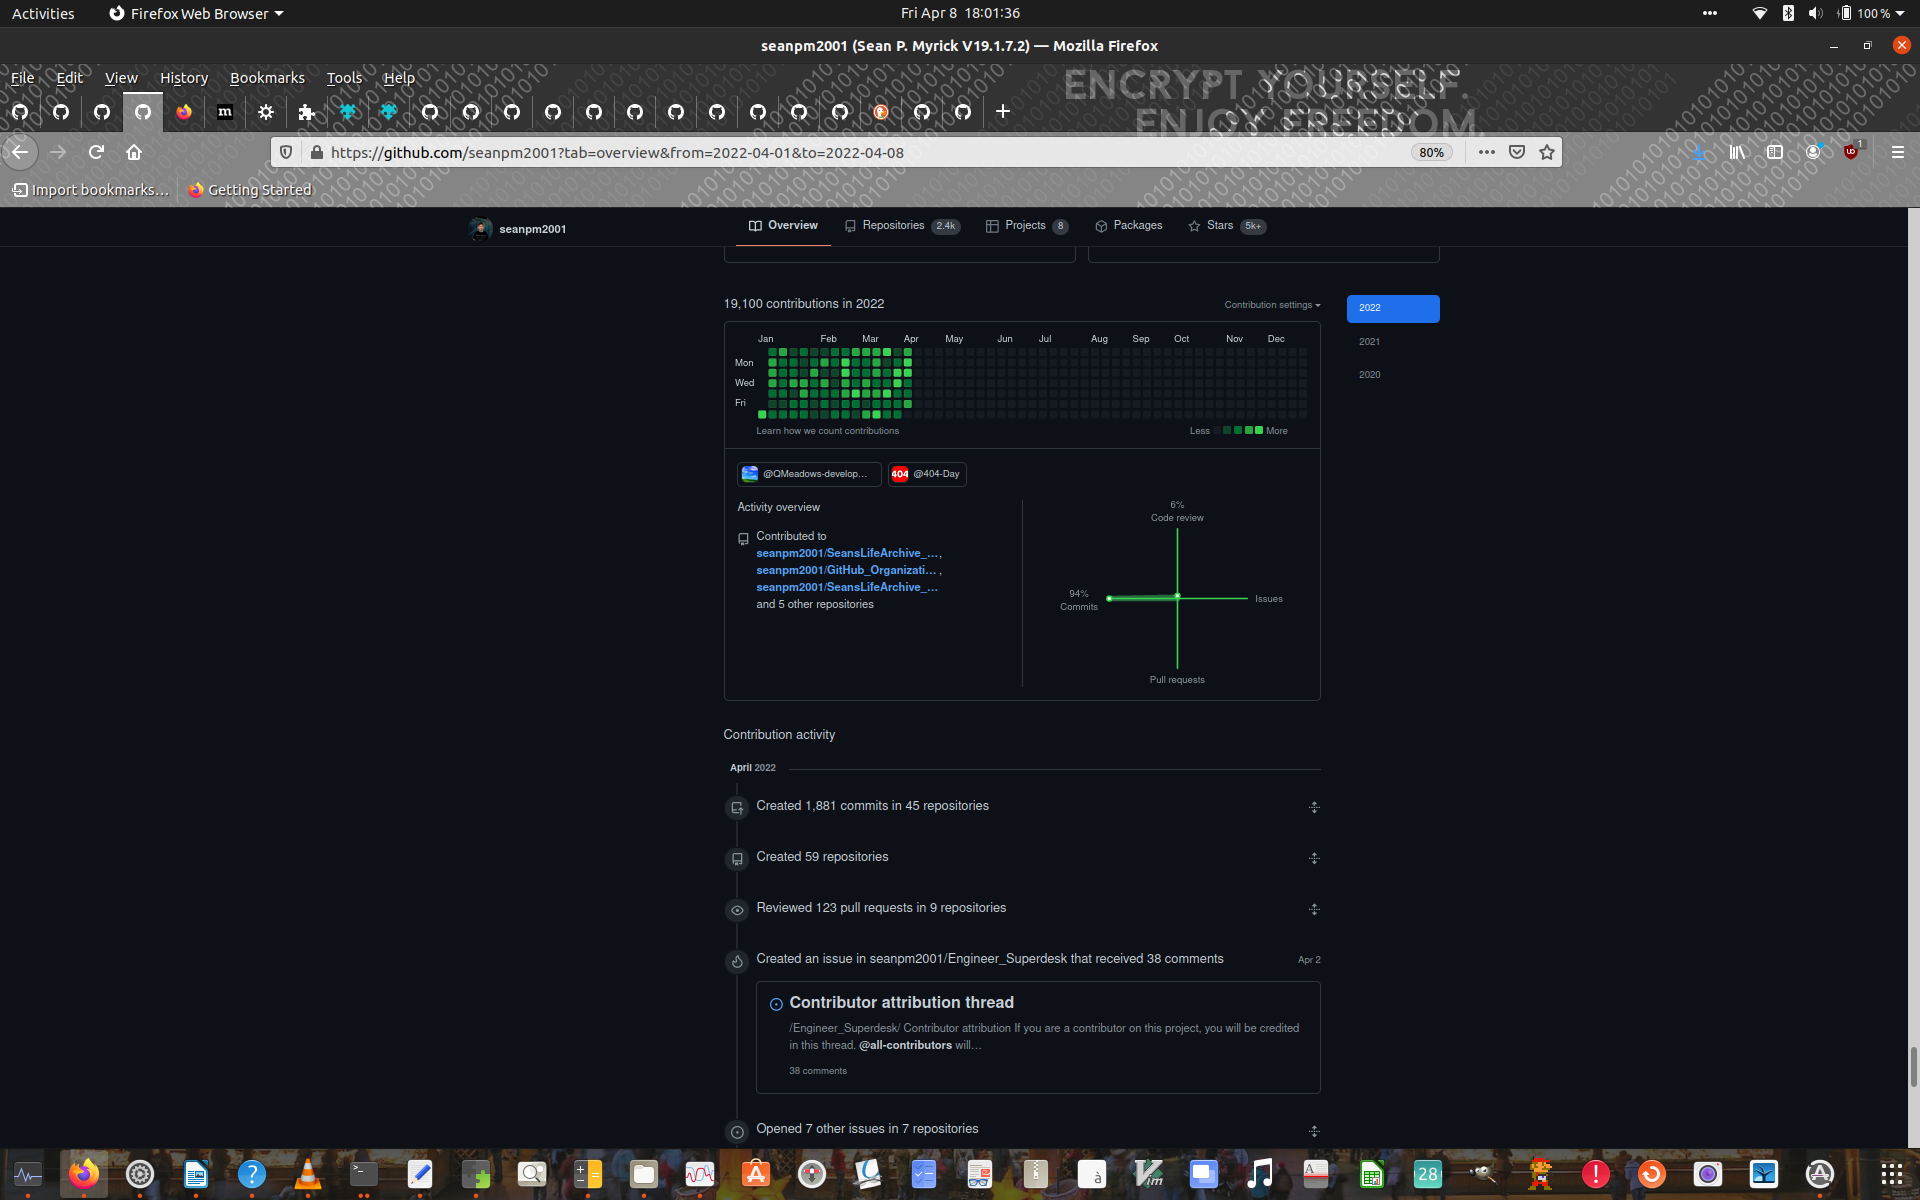 Activities
Firefox Web Browser
Fri Apr 8 18:01:36
100 %
seanpm2001 (Sean P. Myrick V19.1.7.2) — Mozilla Firefox
File Edit View History Bookmarks Tools Help
ENCRYPT YOURSELF.
ENJOY FREEDOM.
https://github.com/seanpm2001?tab=overview&from=2022-04-01&to=2022-04-08
80%
1
Import bookmarks...
Getting Started
seanpm2001
Overview
Repositories 2.4k
Projects 8
Packages
Stars 5k+
19,100 contributions in 2022
Contribution settings
2022
2021
2020
Jan Feb Mar Apr May Jun Jul Aug Sep Oct Nov Dec
Mon
Wed
Fri
Learn how we count contributions
Less More
@QMeadows-develop...
404 @404-Day
Activity overview
Contributed to
seanpm2001/SeansLifeArchive_...,
seanpm2001/GitHub_Organizati... ,
seanpm2001/SeansLifeArchive_...
and 5 other repositories
6%
Code review
94%
Commits
Issues
Pull requests
Contribution activity
April 2022
Created 1,881 commits in 45 repositories
Created 59 repositories
Reviewed 123 pull requests in 9 repositories
Created an issue in seanpm2001/Engineer_Superdesk that received 38 comments
Apr 2
Contributor attribution thread
/Engineer_Superdesk/ Contributor attribution If you are a contributor on this project, you will be credited
in this thread. @all-contributors will...
38 comments
Opened 7 other issues in 7 repositories
28